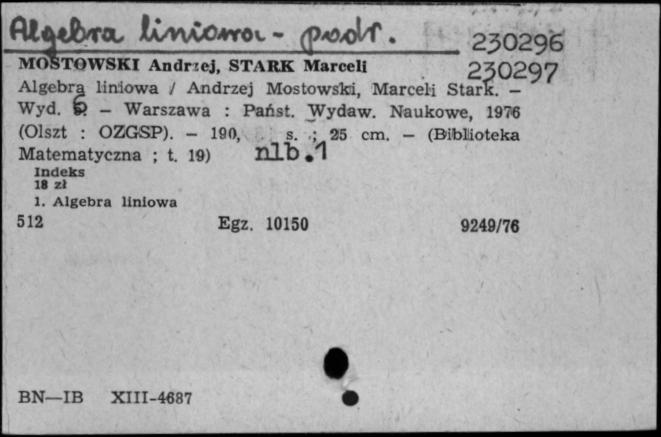 Algebra liniowa - podr.
230296
MOSTOWSKI Andrzej, STARK Marceli
230297
Algebra liniowa / Andrzej Mostowski, Marceli Stark. —
Wyd. 6 — Warszawa : Państ. Wydaw. Naukowe, 1976
(Olszt : OZGSP). — 190, s. ; 25 cm. — (Biblioteka
Matematyczna ; t. 19) nlb.1
Indeks
18 zł
1. Algebra liniowa
512 Egz. 10150 9249/76
BN—IB XIII-4687